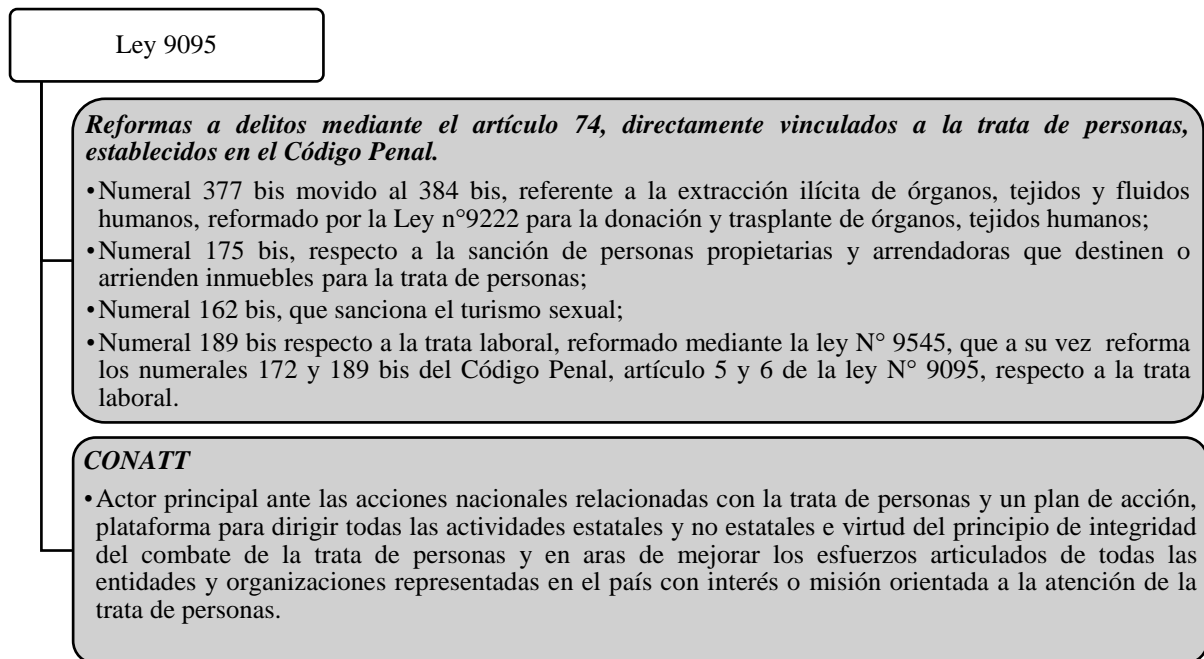 Ley 9095
Reformas a delitos mediante el artículo 74, directamente vinculados a la trata de personas,
establecidos en el Código Penal.
•Numeral 377 bis movido al 384 bis, referente a la extracción ilícita de órganos, tejidos y fluidos
humanos, reformado por la Ley n°9222 para la donación y trasplante de órganos, tejidos humanos;
•Numeral 175 bis, respecto a la sanción de personas propietarias y arrendadoras que destinen o
arrienden inmuebles para la trata de personas;
•Numeral 162 bis, que sanciona el turismo sexual;
•Numeral 189 bis respecto a la trata laboral, reformado mediante la ley N° 9545, que a su vez reforma
los numerales 172 y 189 bis del Código Penal, artículo 5 y 6 de la ley N° 9095, respecto a la trata
laboral.
CONATT
•Actor principal ante las acciones nacionales relacionadas con la trata de personas y un plan de acción,
plataforma para dirigir todas las actividades estatales y no estatales e virtud del principio de integridad
del combate de la trata de personas y en aras de mejorar los esfuerzos articulados de todas las
entidades y organizaciones representadas en el país con interés o misión orientada a la atención de la
trata de personas.